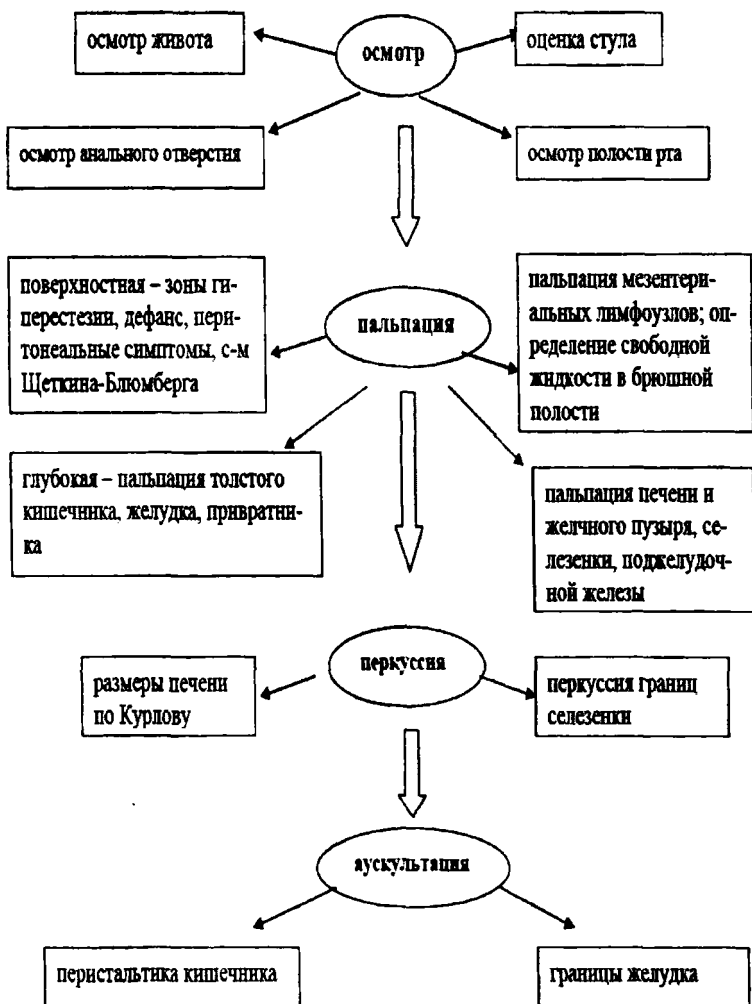 осмотр живота
осмотр
оценка стула
осмотр анального отверстия
осмотр полости рта
поверхностная – зоны ги-
перестезии, дефанс, пери-
тонеальные симптомы, с-м
Щеткина-Блюмберга
пальпация
пальпация мезентери-
альных лимфоузлов; оп-
ределение свободной
жидкости в брюшной
полости
глубокая – пальпация толстого
кишечника, желудка, привратни-
ка
пальпация печени и
желчного пузыря, се-
лезенки, поджелудоч-
ной железы
перкуссия
размеры печени
по Курлову
перкуссия границ
селезенки
аускультация
перистальтика кишечника
границы желудка